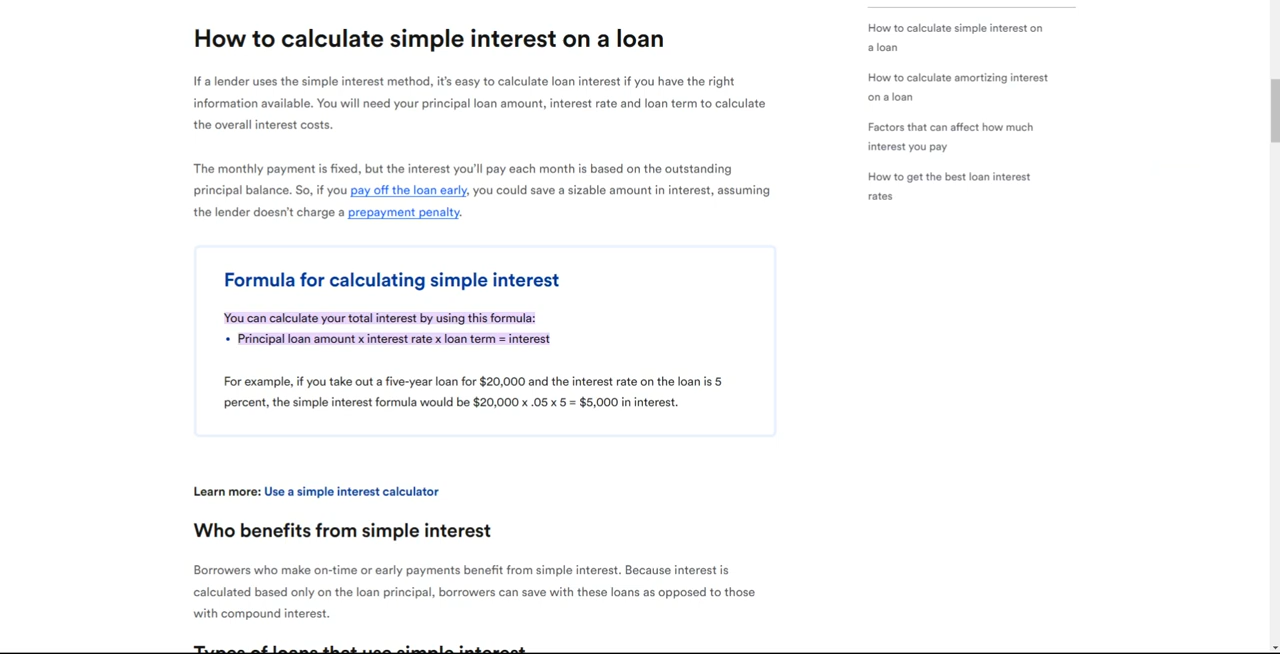 How to calculate simple interest on a loan
If a lender uses the simple interest method, it's easy to calculate loan interest if you have the right
information available. You will need your principal loan amount, interest rate and loan term to calculate
the overall interest costs.
The monthly payment is fixed, but the interest you'll pay each month is based on the outstanding
principal balance. So, if you pay off the loan early, you could save a sizable amount in interest, assuming
the lender doesn't charge a prepayment penalty.
Formula for calculating simple interest
You can calculate your total interest by using this formula:
• Principal loan amount x interest rate x loan term = interest
For example, if you take out a five-year loan for $20,000 and the interest rate on the loan is 5
percent, the simple interest formula would be $20,000 x .05 x 5 = $5,000 in interest.
Learn more: Use a simple interest calculator
Who benefits from simple interest
Borrowers who make on-time or early payments benefit from simple interest. Because interest is
calculated based only on the loan principal, borrowers can save with these loans as opposed to those
with compound interest.
Types of loans that use simple interest
How to calculate simple interest on
a loan
How to calculate amortizing interest
on a loan
Factors that can affect how much
interest you pay
How to get the best loan interest
rates